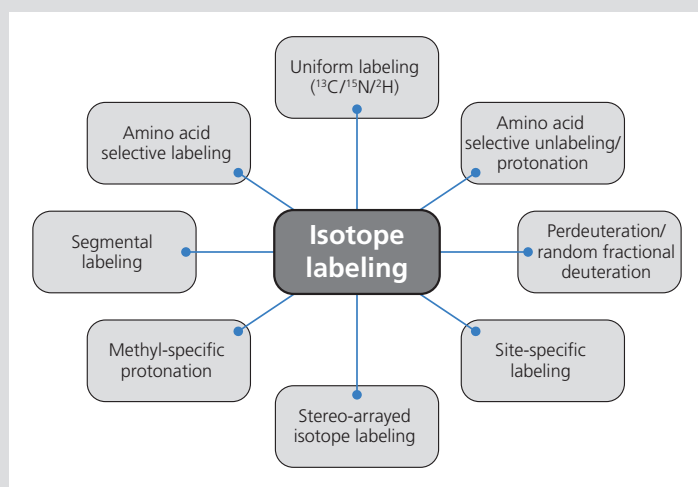 Uniform labeling
(¹³C/¹⁵N/²H)
Amino acid
selective labeling
Amino acid
selective unlabeling/
protonation
Segmental
labeling
Isotope
labeling
Perdeuteration/
random fractional
deuteration
Methyl-specific
protonation
Site-specific
labeling
Stereo-arrayed
isotope labeling